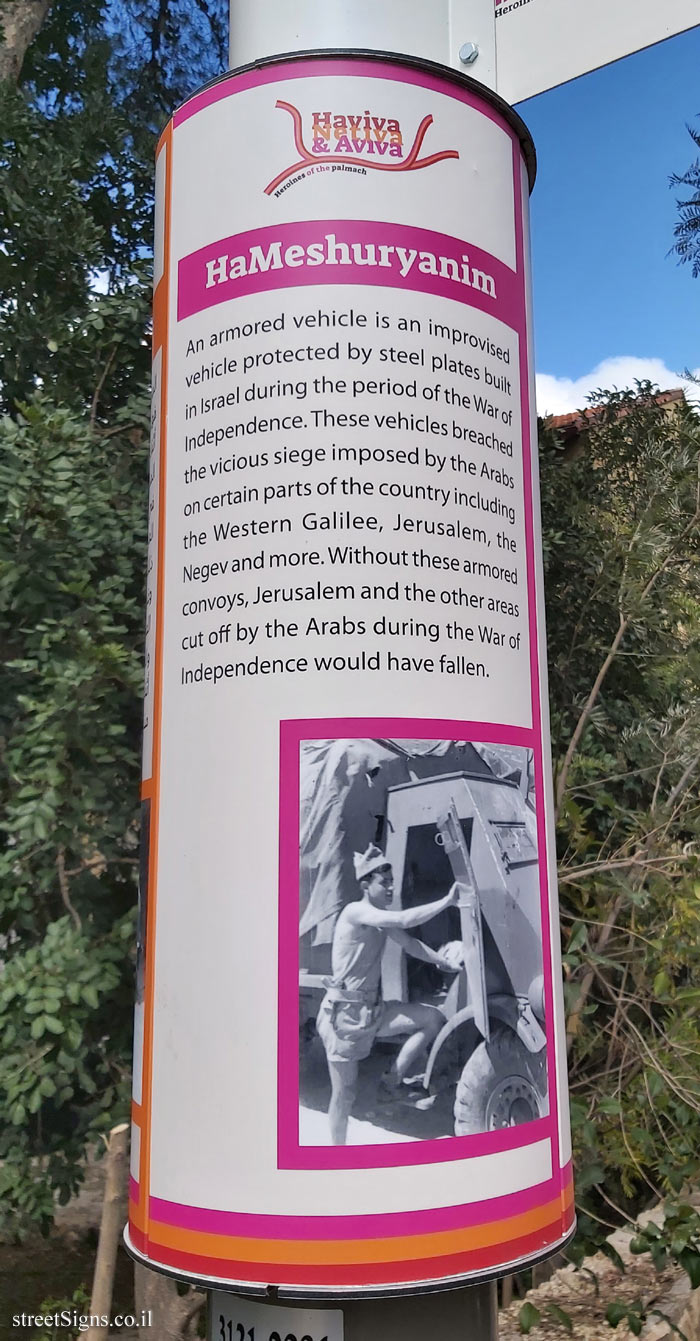 Heroin
Haviva
Netiva
& Aviva
Heroines of the palmach
HaMeshuryanim
An armored vehicle is an improvised
vehicle protected by steel plates built
in Israel during the period of the War of
Independence. These vehicles breached
the vicious siege imposed by the Arabs
on certain parts of the country including
the Western Galilee, Jerusalem, the
Negev and more. Without these armored
convoys, Jerusalem and the other areas
cut off by the Arabs during the War of
Independence would have fallen.
streetSigns.co.il